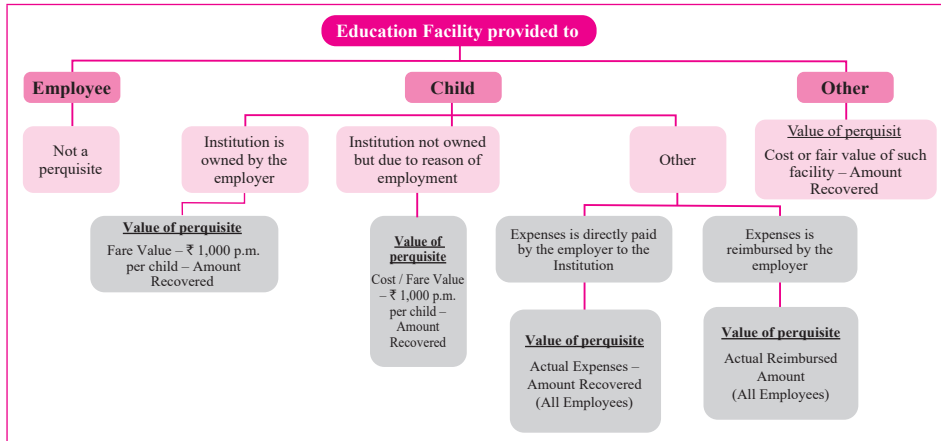 Education Facility provided to
Employee
Child
Other
Not a
perquisite
Institution is
owned by the
employer
Institution not owned
but due to reason of
employment
Other
Value of perquisit
Cost or fair value of such
facility – Amount
Recovered
Value of perquisite
Fare Value – ₹ 1,000 p.m.
per child – Amount
Recovered
Value of
perquisite
Cost / Fare Value
– ₹ 1,000 p.m.
per child –
Amount
Recovered
Expenses is directly paid
by the employer to the
Institution
Expenses is
reimbursed by the
employer
Value of perquisite
Actual Expenses –
Amount Recovered
(All Employees)
Value of perquisite
Actual Reimbursed
Amount
(All Employees)